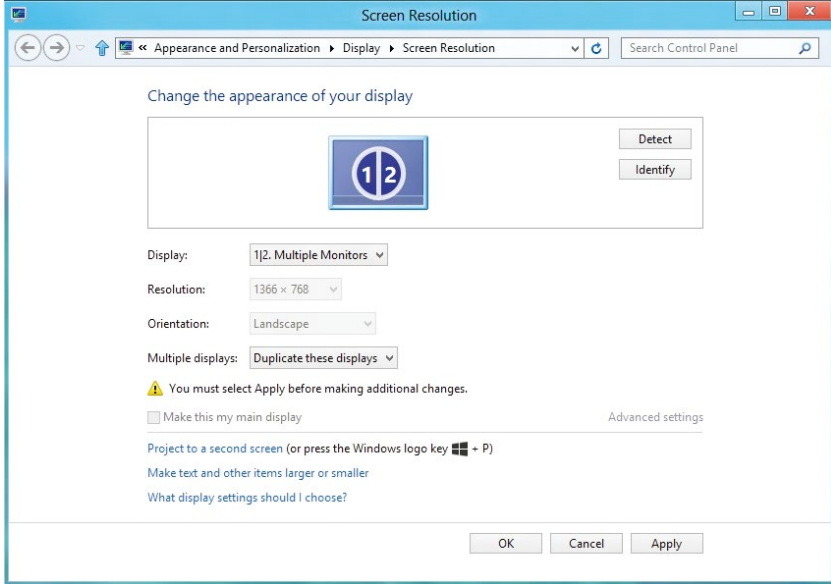 Screen Resolution
« Appearance and Personalization ▸ Display ▸ Screen Resolution
Search Control Panel
Change the appearance of your display
1|2
Detect
Identify
Display: 1|2. Multiple Monitors
Resolution: 1366 × 768
Orientation: Landscape
Multiple displays: Duplicate these displays
You must select Apply before making additional changes.
Make this my main display Advanced settings
Project to a second screen (or press the Windows logo key + P)
Make text and other items larger or smaller
What display settings should I choose?
OK Cancel Apply